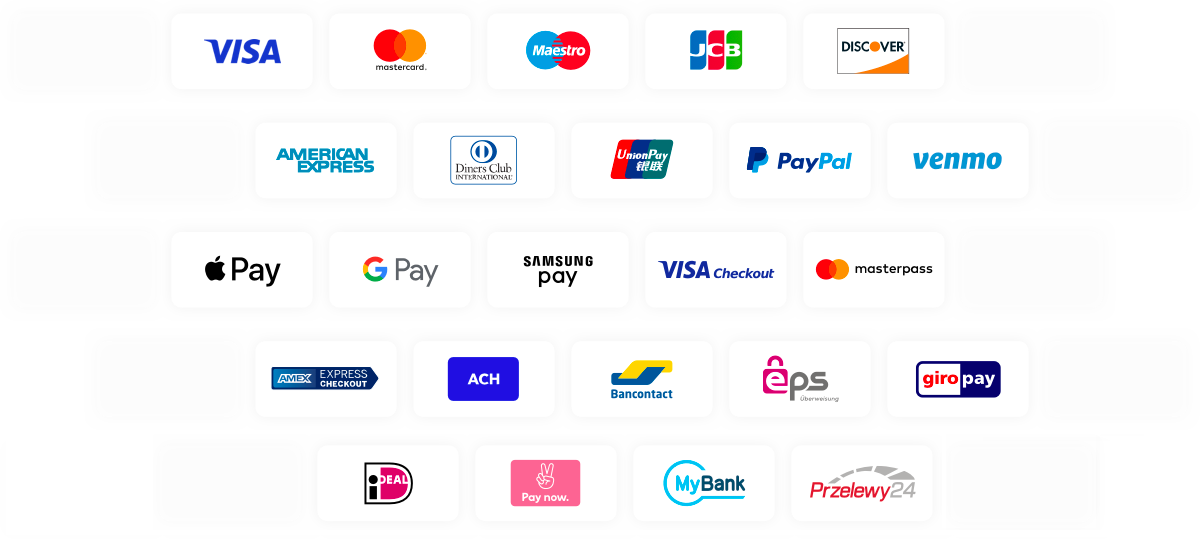 VISA
mastercard.
Maestro
JCB
DISCOVER
AMERICAN
EXPRESS
Diners Club
INTERNATIONAL®
UnionPay
银联
PayPal
venmo
Pay
G Pay
SAMSUNG
pay
VISA Checkout
masterpass
AMEX EXPRESS
CHECKOUT
ACH
Bancontact
eps
Überweisung
giropay
iDEAL
Pay now.
MyBank
Przelewy24